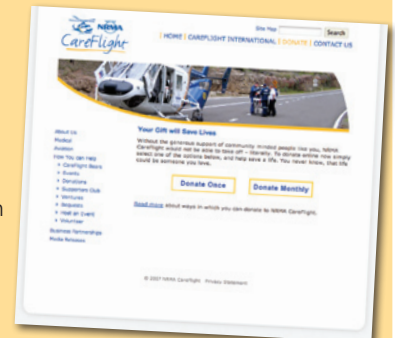 Site Map Search
NRMA
CareFlight
| HOME | CAREFLIGHT INTERNATIONAL | DONATE | CONTACT US
Your Gift will Save Lives
Without the generous support of community minded people like you, NRMA
CareFlight would not be able to take off – literally. To donate online now simply
select one of the options below, and help save a life. You never know, that life
could be someone you love.
Donate Once Donate Monthly
Read more about ways in which you can donate to NRMA CareFlight.
About Us
Medical
Aviation
How You can Help
> CareFlight Bears
> Events
> Donations
> Supporters Club
> Ventures
> Bequests
> Host an Event
> Volunteer
Business Partnerships
Media Releases
© 2007 NRMA CareFlight Privacy Statement
n